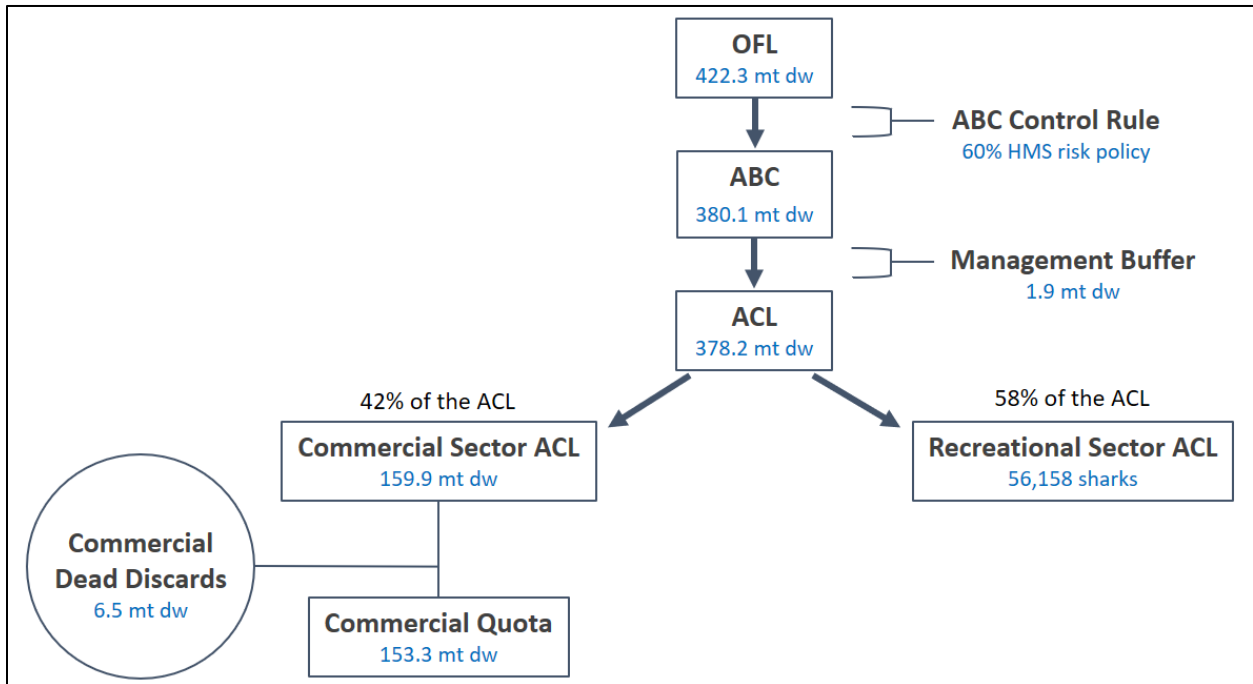 OFL
422.3 mt dw
ABC Control Rule
60% HMS risk policy
ABC
380.1 mt dw
Management Buffer
1.9 mt dw
ACL
378.2 mt dw
42% of the ACL
58% of the ACL
Commercial Sector ACL
159.9 mt dw
Recreational Sector ACL
56,158 sharks
Commercial
Dead Discards
6.5 mt dw
Commercial Quota
153.3 mt dw